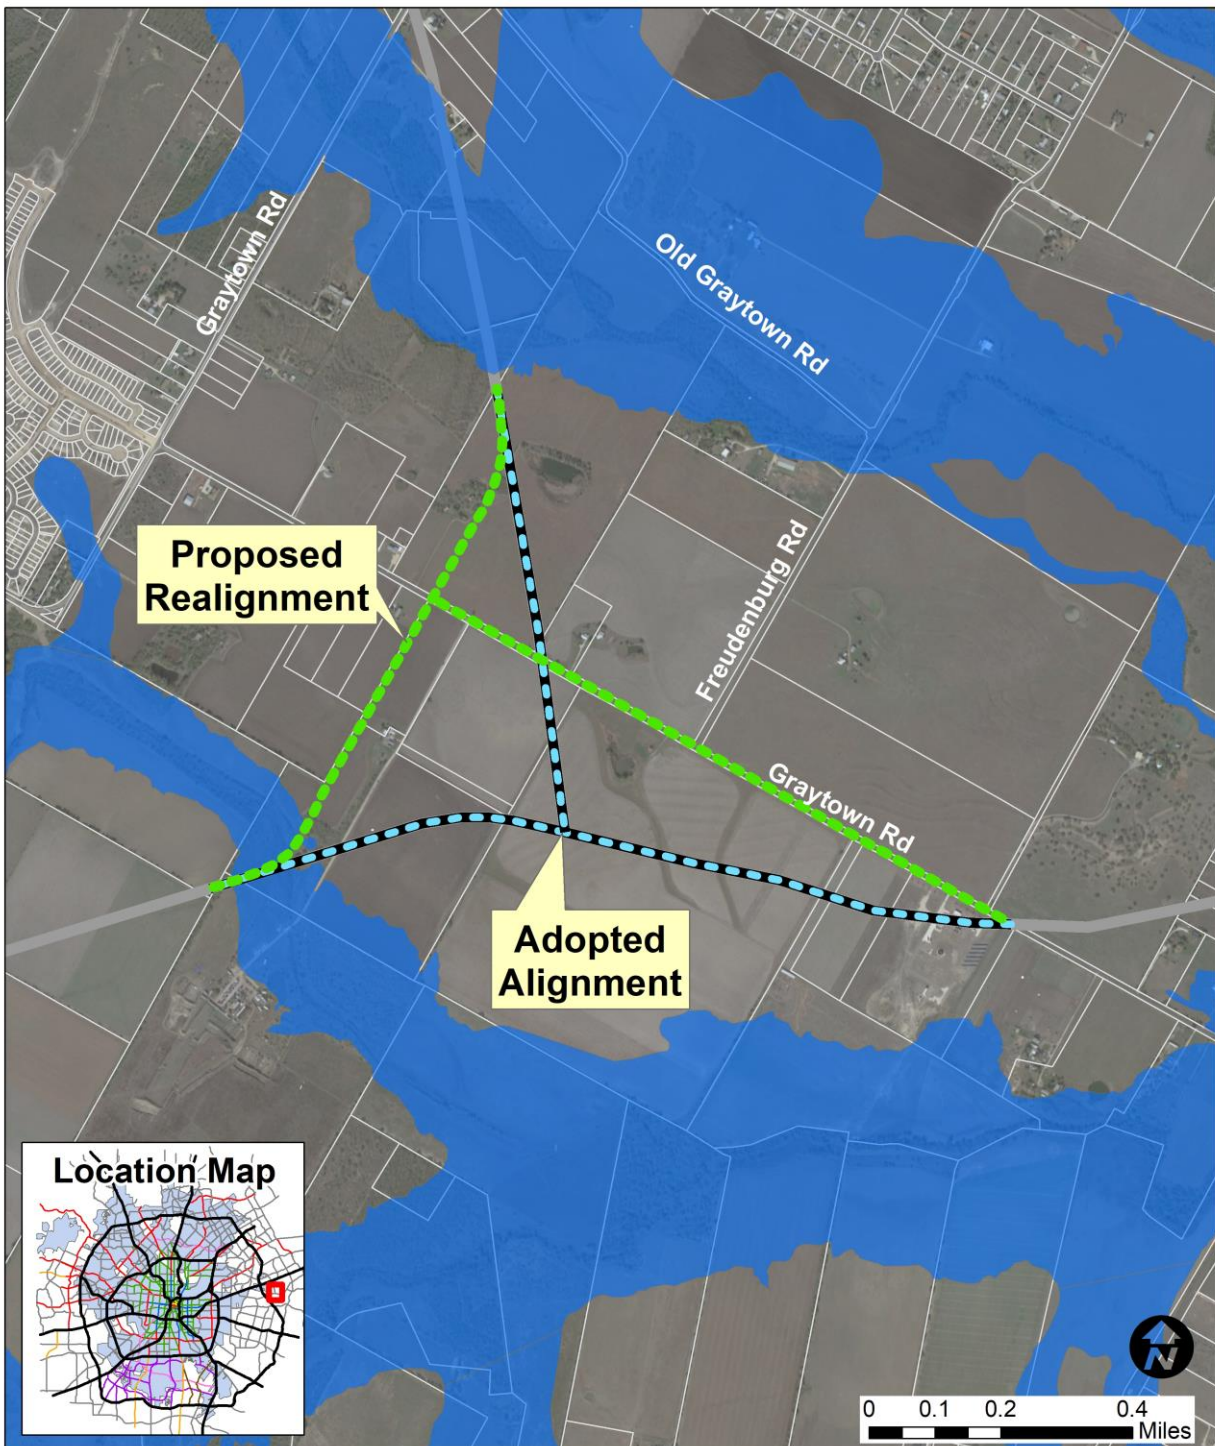 Graytown Rd
Old Graytown Rd
Proposed
Realignment
Freudenburg Rd
Graytown Rd
Adopted
Alignment
Location Map
N
0 0.1 0.2 0.4
Miles